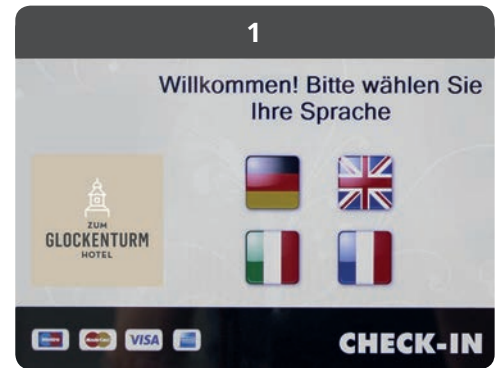 1
Willkommen! Bitte wählen Sie
Ihre Sprache
ZUM
GLOCKENTURM
HOTEL
VISA
CHECK-IN